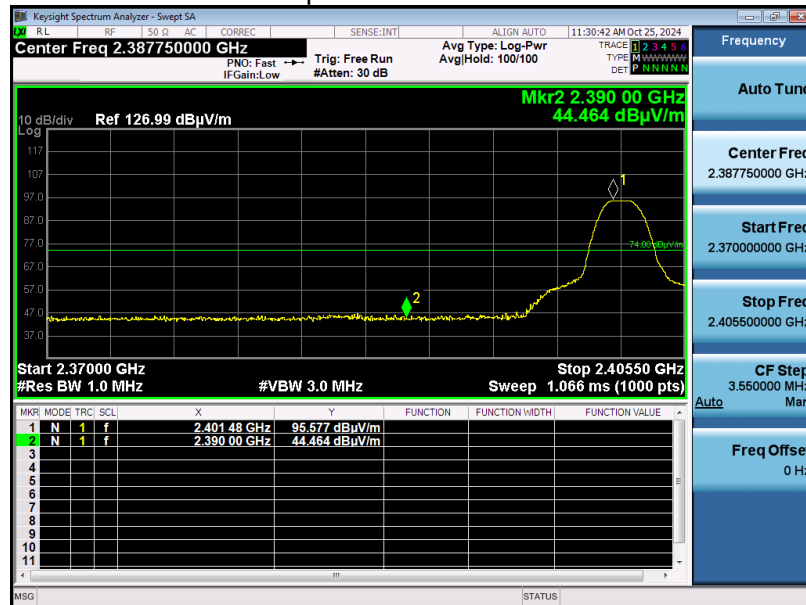 Keysight Spectrum Analyzer - Swept SA
LXI RL RF 50 Ω AC CORREC SENSE:INT ALIGN AUTO 11:30:42 AM Oct 25, 2024
Center Freq 2.387750000 GHz
PNO: Fast
IFGain:Low
Trig: Free Run
#Atten: 30 dB
Avg Type: Log-Pwr
Avg|Hold: 100/100
TRACE 1 2 3 4 5 6
TYPE M W W W W W
DET P N N N N N
Mkr2 2.390 00 GHz
44.464 dBµV/m
10 dB/div Ref 126.99 dBµV/m
Log
117
107
97.0
87.0
77.0
67.0
57.0
47.0
37.0
1
74.00 dBµV/m
2
Start 2.37000 GHz Stop 2.40550 GHz
#Res BW 1.0 MHz #VBW 3.0 MHz Sweep 1.066 ms (1000 pts)
MKR MODE TRC SCL X Y FUNCTION FUNCTION WIDTH FUNCTION VALUE
1 N 1 f 2.401 48 GHz 95.577 dBµV/m
2 N 1 f 2.390 00 GHz 44.464 dBµV/m
3
4
5
6
7
8
9
10
11
MSG STATUS
Frequency
Auto Tune
Center Freq
2.387750000 GHz
Start Freq
2.370000000 GHz
Stop Freq
2.405500000 GHz
CF Step
3.550000 MHz
Auto Man
Freq Offset
0 Hz